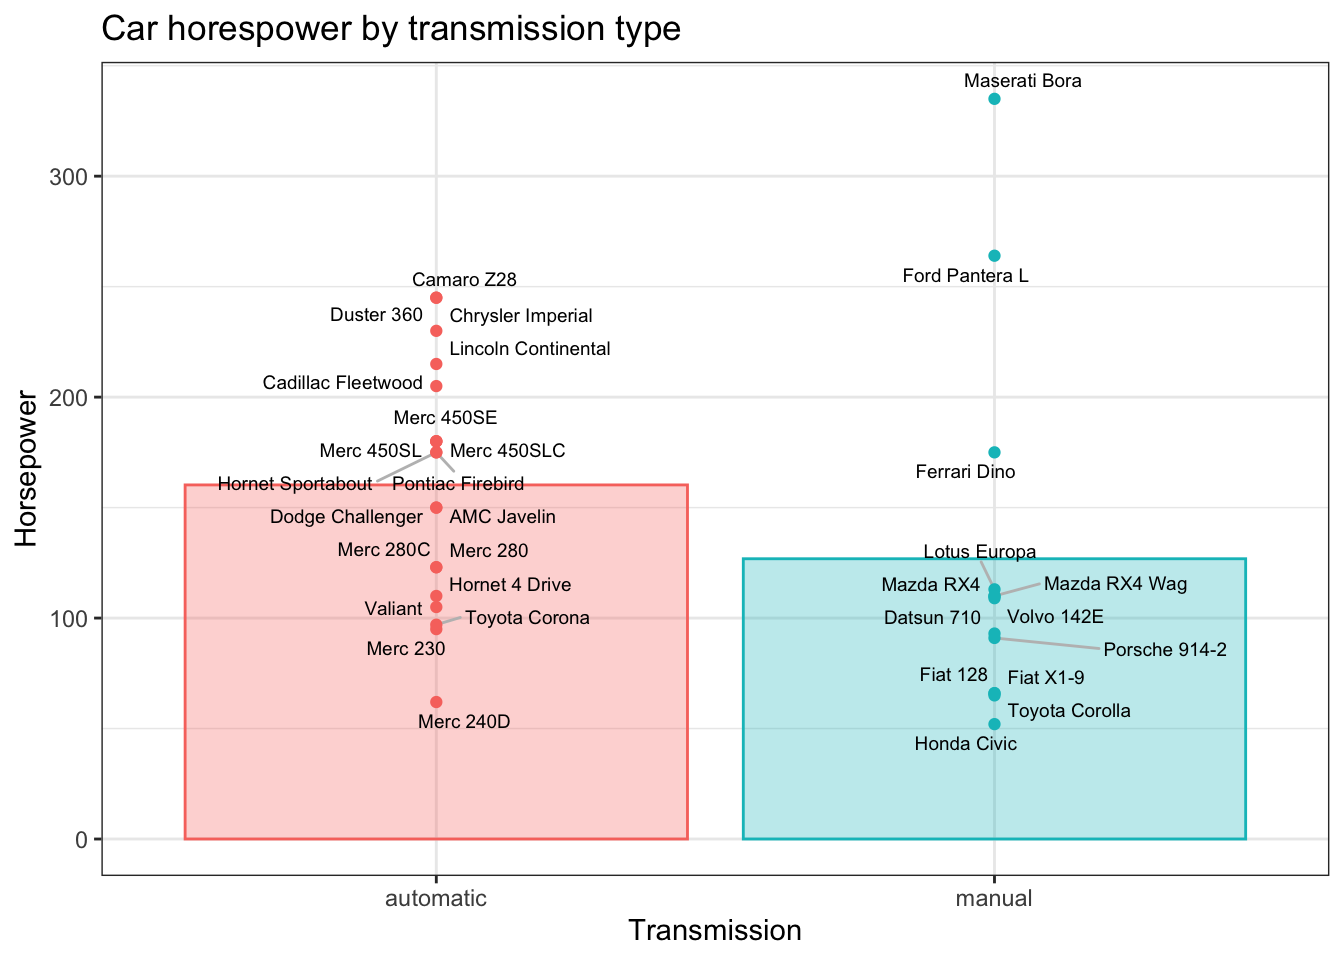 Car horespower by transmission type
Maserati Bora
300
Ford Pantera L
Camaro Z28
Duster 360
Chrysler Imperial
Lincoln Continental
Cadillac Fleetwood
200
Merc 450SE
Merc 450SL
Merc 450SLC
Ferrari Dino
Hornet Sportabout
Pontiac Firebird
Dodge Challenger
AMC Javelin
Merc 280C
Merc 280
Lotus Europa
Hornet 4 Drive
Mazda RX4
Mazda RX4 Wag
Valiant
100
Toyota Corona
Datsun 710
Volvo 142E
Merc 230
Porsche 914-2
Fiat 128
Fiat X1-9
Toyota Corolla
Merc 240D
Honda Civic
0
Horsepower
automatic
manual
Transmission